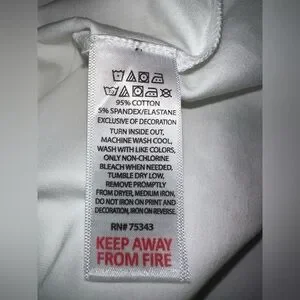 95% COTTON
5% SPANDEX/ELASTANE
EXCLUSIVE OF DECORATION
TURN INSIDE OUT,
MACHINE WASH COOL,
WASH WITH LIKE COLORS,
ONLY NON-CHLORINE
BLEACH WHEN NEEDED.
TUMBLE DRY LOW,
REMOVE PROMPTLY
FROM DRYER, MEDIUM IRON,
DO NOT IRON ON PRINT AND
DECORATION, IRON ON REVERSE.
RN# 75343
KEEP AWAY
FROM FIRE